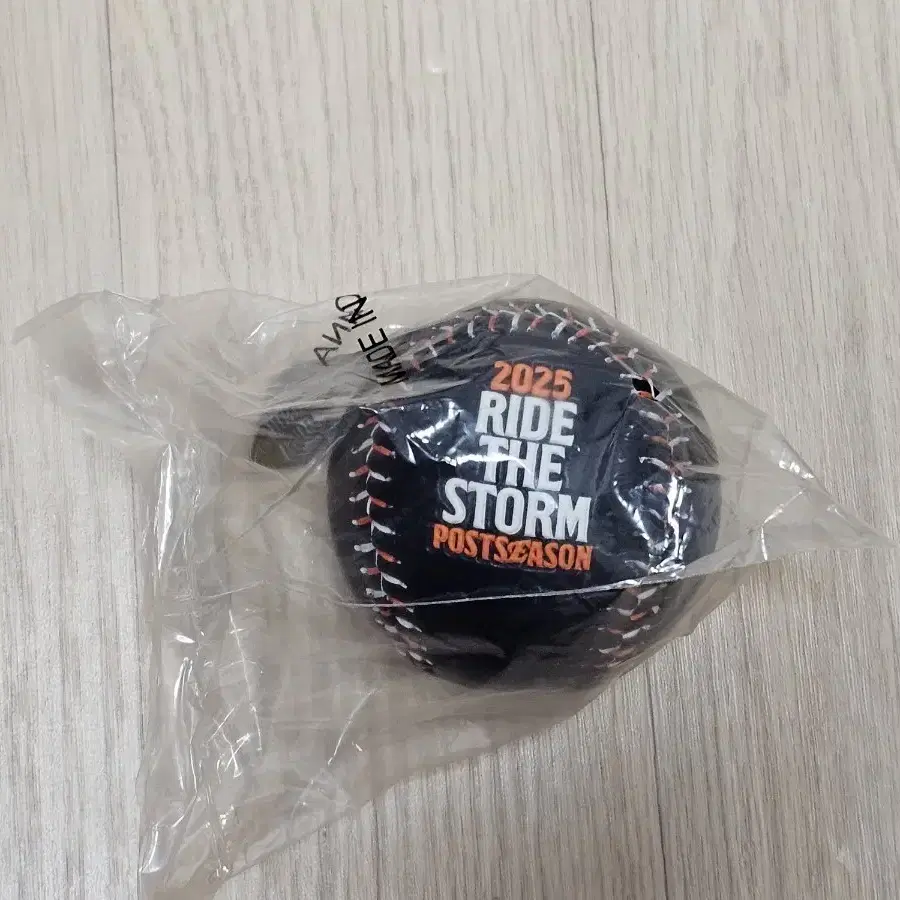 MADE IN
2025
RIDE
THE
STORM
POSTSEASON